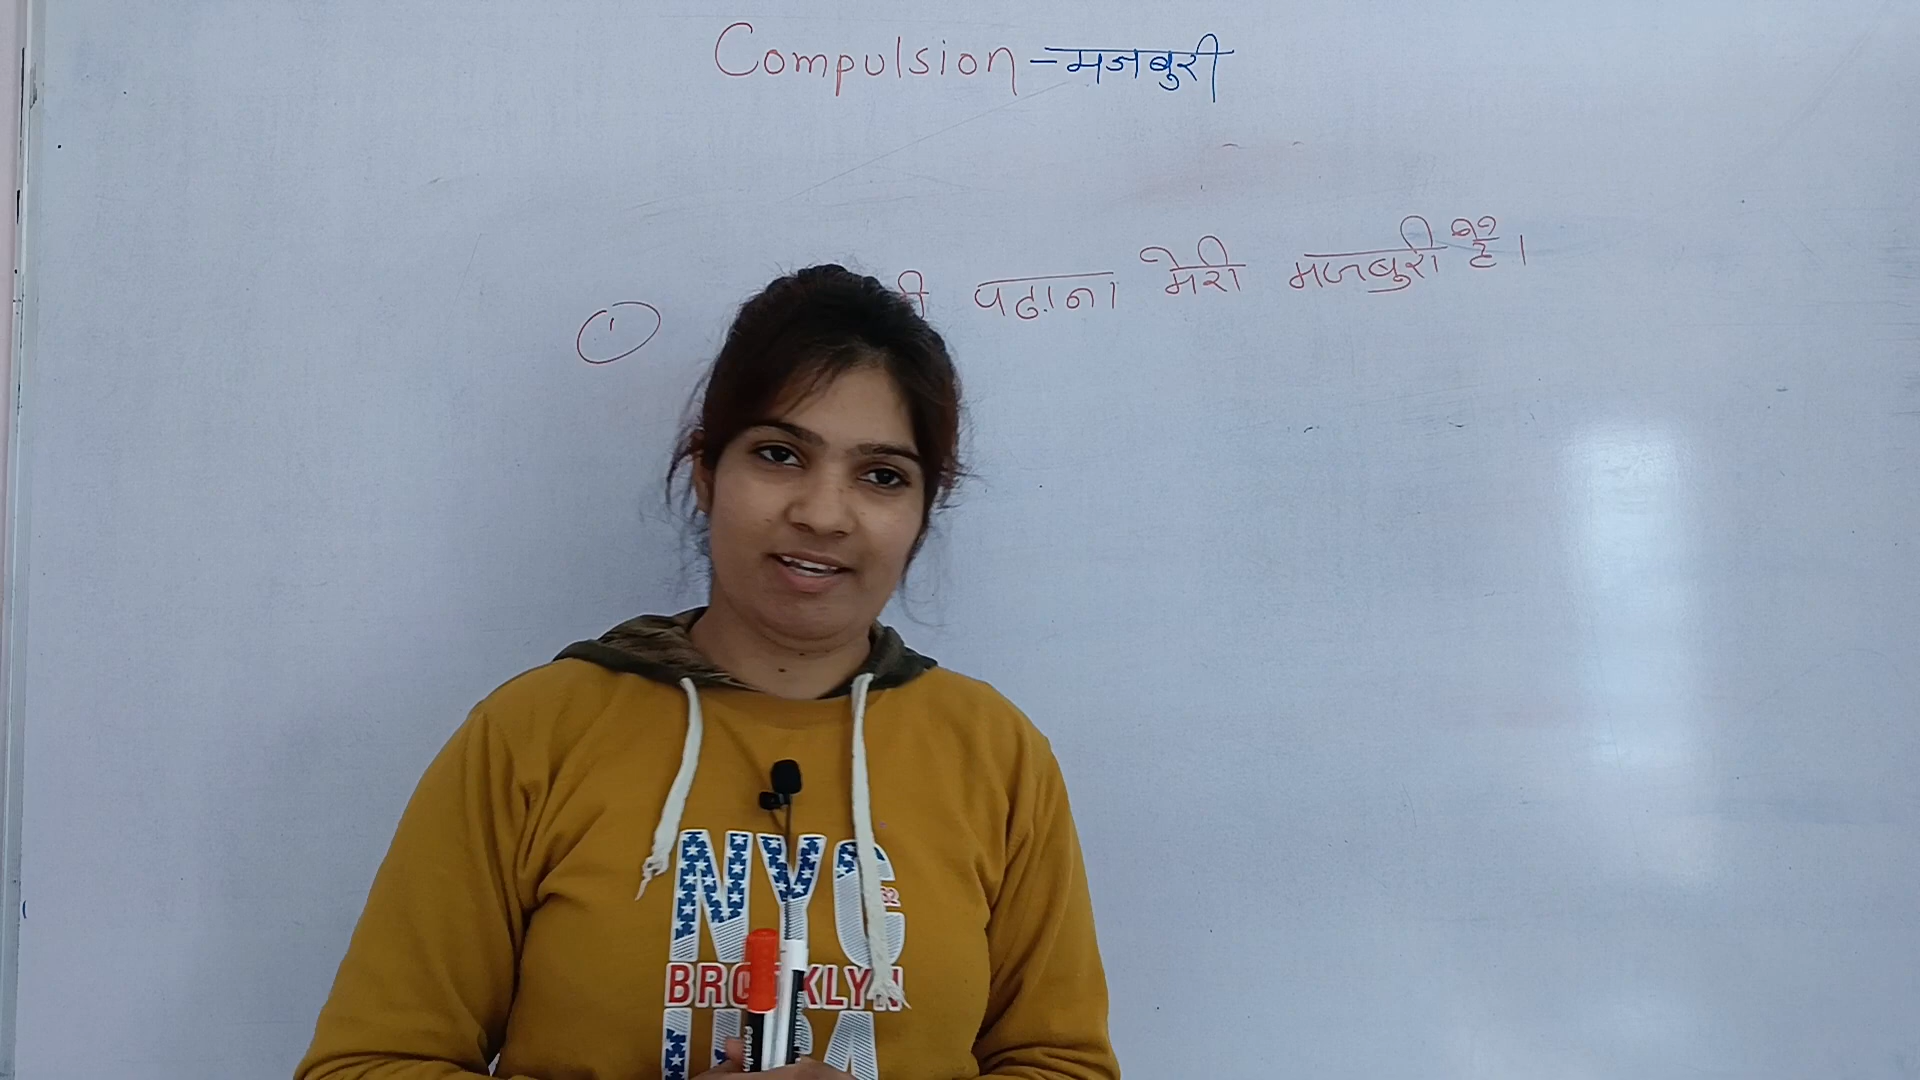 Compulsion - मजबुरी
① पढ़ाना मेरी मजबुरी है।
NYC
BROOKLYN